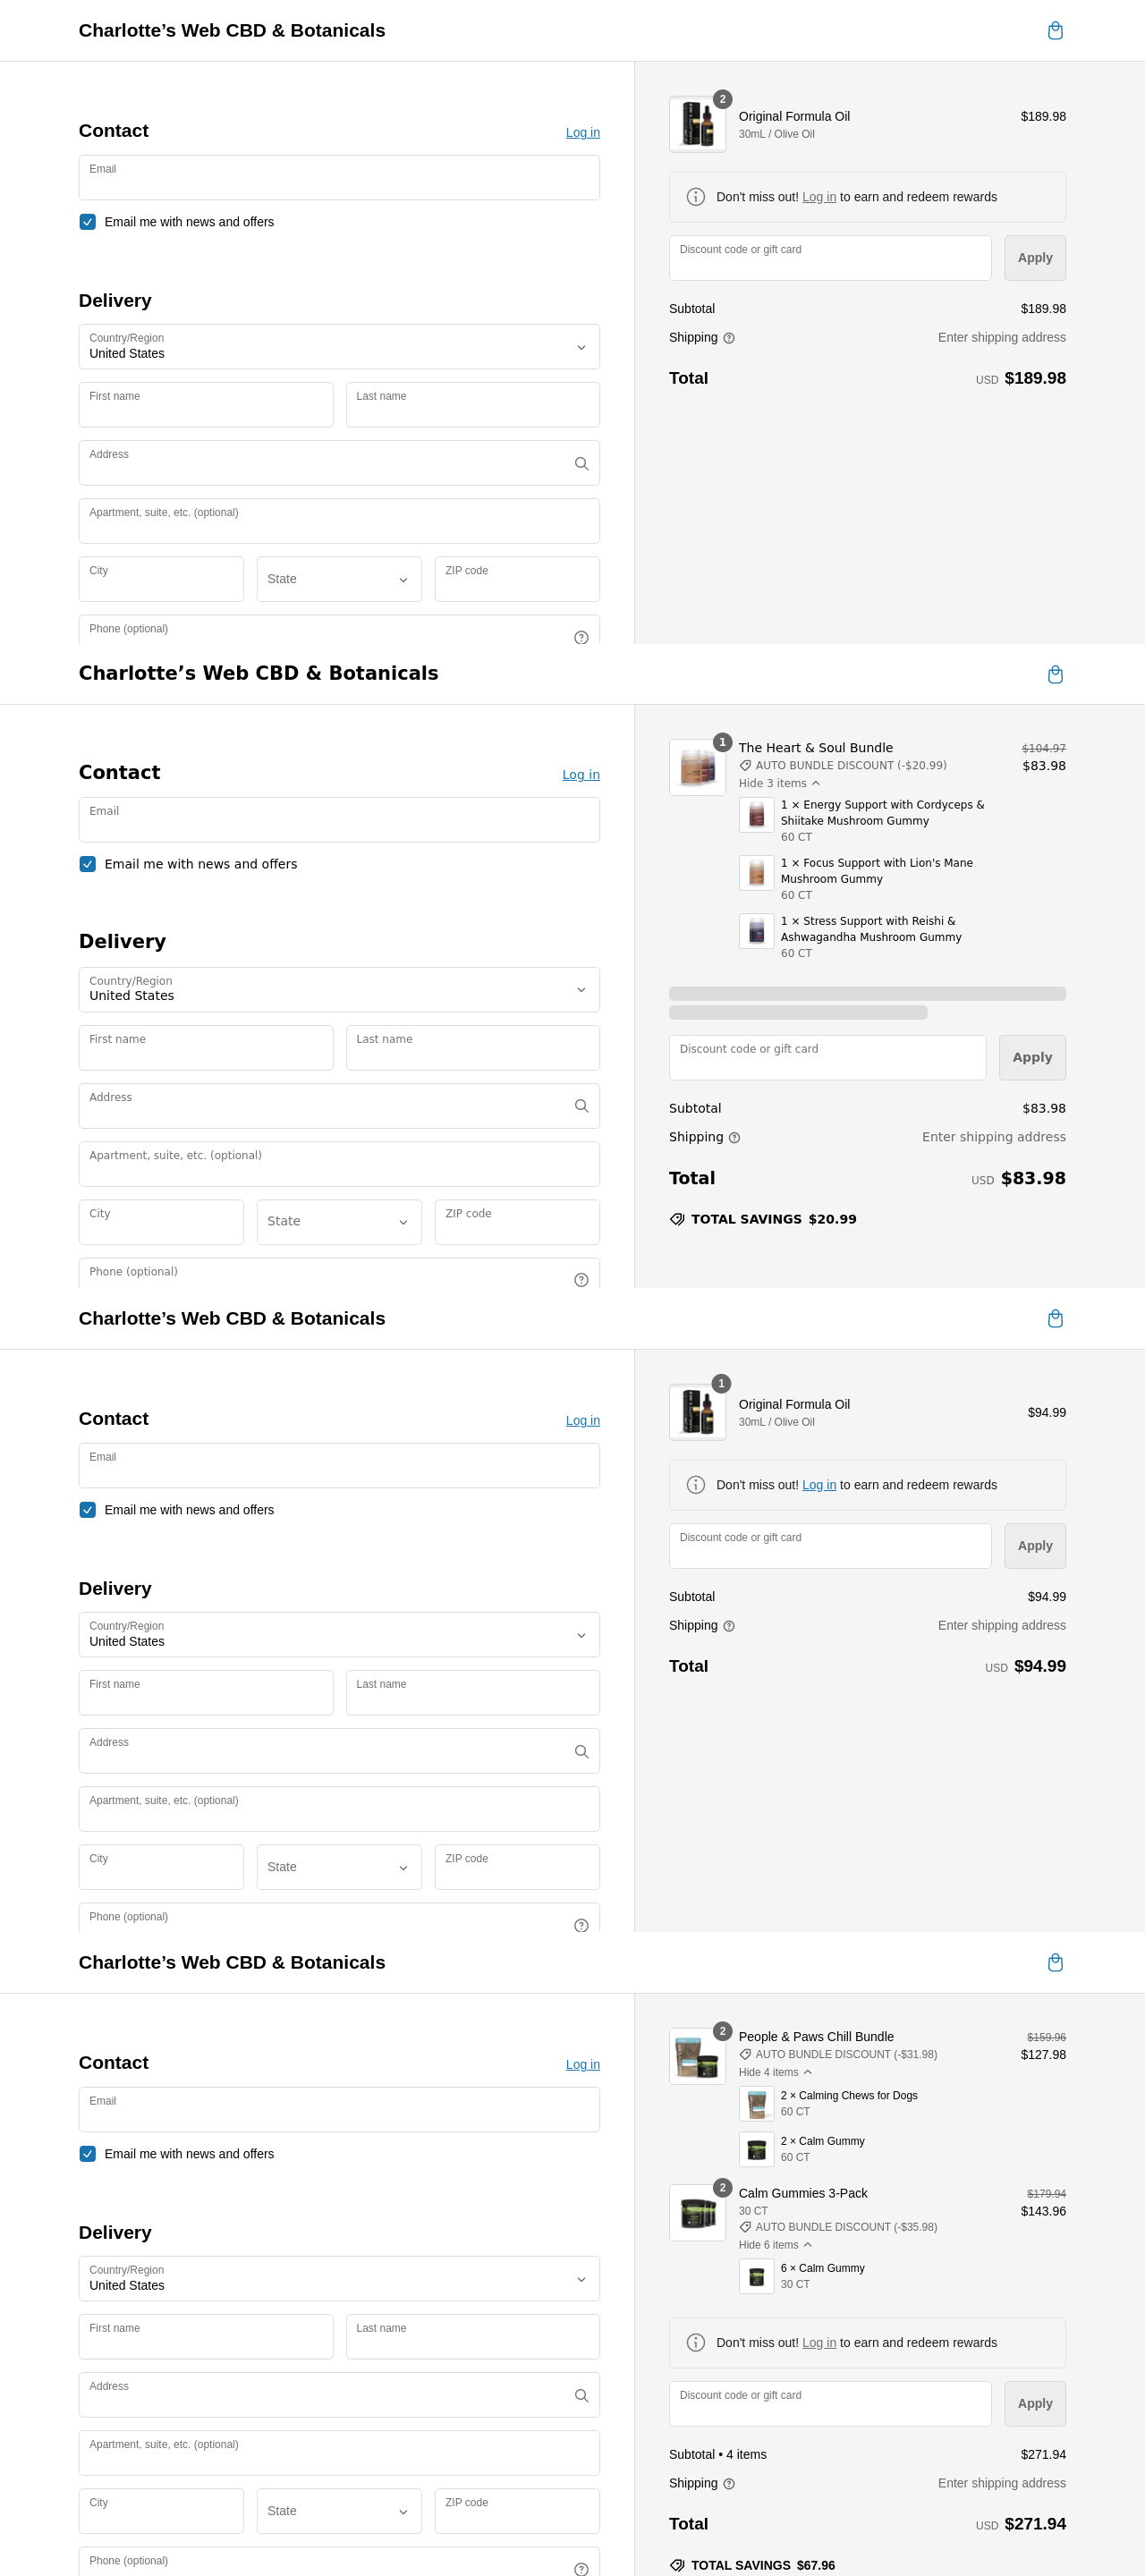 Charlotte’s Web CBD & Botanicals
Contact
Log in
Email
Email me with news and offers
Delivery
Country/Region
United States
First name
Last name
Address
Apartment, suite, etc. (optional)
City
State
ZIP code
Phone (optional)
2
Original Formula Oil
$189.98
30mL / Olive Oil
Don't miss out! Log in to earn and redeem rewards
Discount code or gift card
Apply
Subtotal
$189.98
Shipping
Enter shipping address
Total
USD $189.98
Charlotte’s Web CBD & Botanicals
Contact
Log in
Email
Email me with news and offers
Delivery
Country/Region
United States
First name
Last name
Address
Apartment, suite, etc. (optional)
City
State
ZIP code
Phone (optional)
1
The Heart & Soul Bundle
$104.97
AUTO BUNDLE DISCOUNT (-$20.99)
$83.98
Hide 3 items
1 × Energy Support with Cordyceps &
Shiitake Mushroom Gummy
60 CT
1 × Focus Support with Lion's Mane
Mushroom Gummy
60 CT
1 × Stress Support with Reishi &
Ashwagandha Mushroom Gummy
60 CT
Discount code or gift card
Apply
Subtotal
$83.98
Shipping
Enter shipping address
Total
USD $83.98
TOTAL SAVINGS $20.99
Charlotte’s Web CBD & Botanicals
Contact
Log in
Email
Email me with news and offers
Delivery
Country/Region
United States
First name
Last name
Address
Apartment, suite, etc. (optional)
City
State
ZIP code
Phone (optional)
1
Original Formula Oil
30mL / Olive Oil
$94.99
Don't miss out! Log in to earn and redeem rewards
Discount code or gift card
Apply
Subtotal
$94.99
Shipping
Enter shipping address
Total
USD $94.99
Charlotte’s Web CBD & Botanicals
Contact
Log in
Email
Email me with news and offers
Delivery
Country/Region
United States
First name
Last name
Address
Apartment, suite, etc. (optional)
City
State
ZIP code
Phone (optional)
2
People & Paws Chill Bundle
$159.96
AUTO BUNDLE DISCOUNT (-$31.98)
$127.98
Hide 4 items
2 × Calming Chews for Dogs
60 CT
2 × Calm Gummy
60 CT
2
Calm Gummies 3-Pack
$179.94
30 CT
$143.96
AUTO BUNDLE DISCOUNT (-$35.98)
Hide 6 items
6 × Calm Gummy
30 CT
Don't miss out! Log in to earn and redeem rewards
Discount code or gift card
Apply
Subtotal • 4 items
$271.94
Shipping
Enter shipping address
Total
USD $271.94
TOTAL SAVINGS $67.96